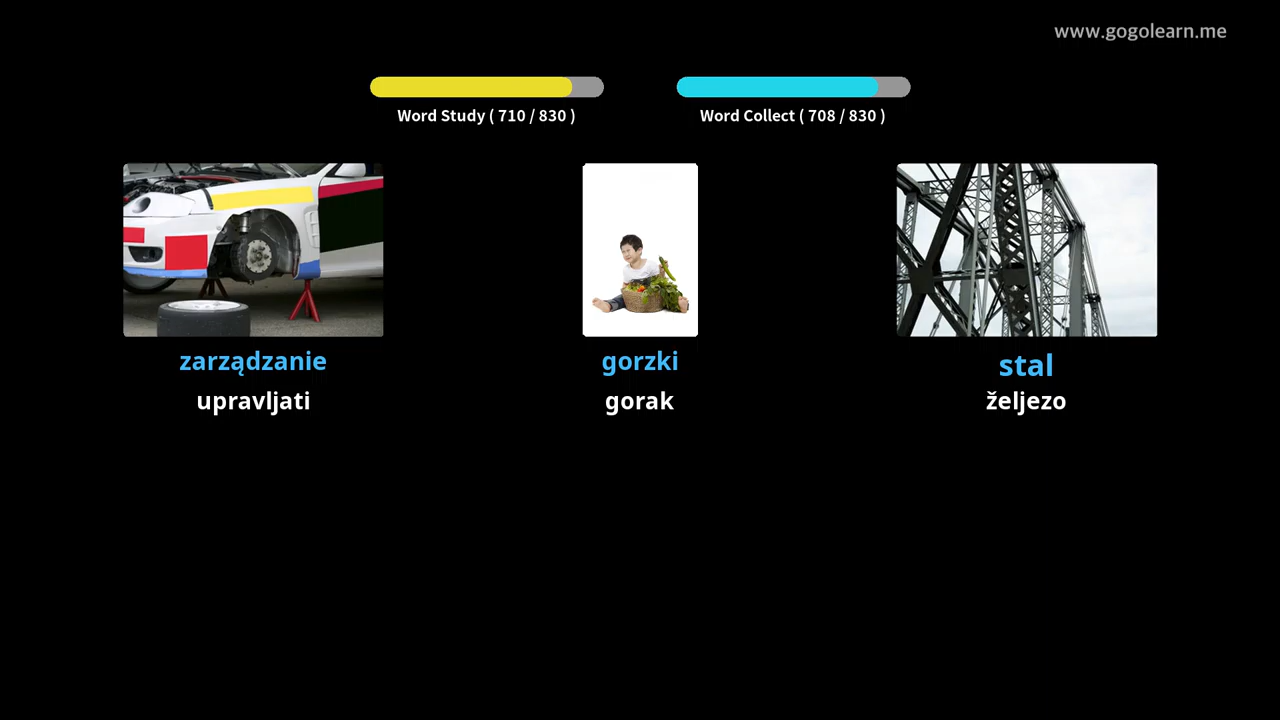 www.gogolearn.me
Word Study ( 710 / 830 )
Word Collect ( 708 / 830 )
zarządzanie
gorzki
stal
upravljati
gorak
željezo